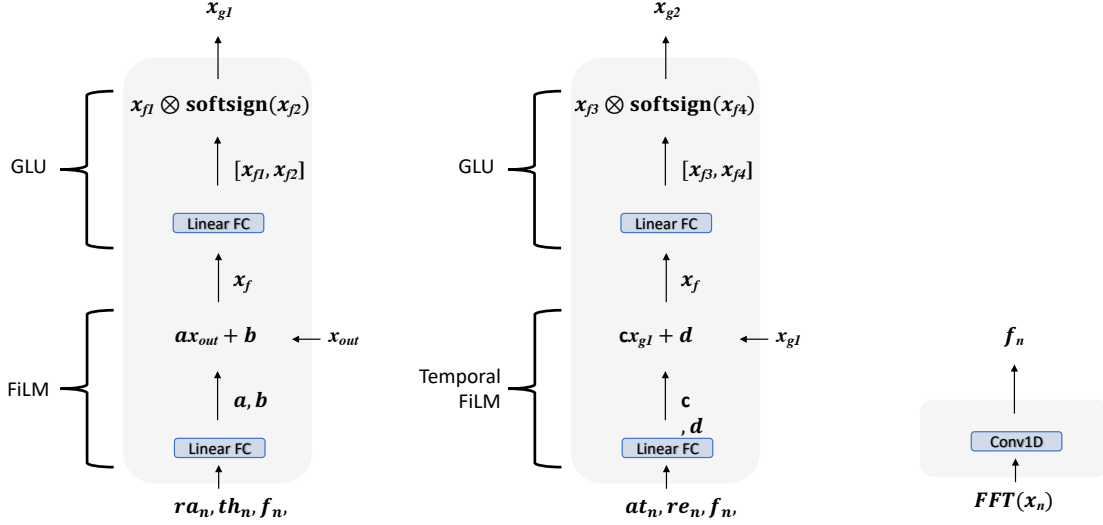 x_g1
x_f1 ⊗ softsign(x_f2)
GLU
[x_f1, x_f2]
Linear FC
x_f
ax_out + b
x_out
FiLM
a, b
Linear FC
ra_n, th_n, f_n,
x_g2
x_f3 ⊗ softsign(x_f4)
GLU
[x_f3, x_f4]
Linear FC
x_f
cx_g1 + d
x_g1
Temporal
FiLM
c
, d
Linear FC
at_n, re_n, f_n,
f_n
Conv1D
FFT(x_n)